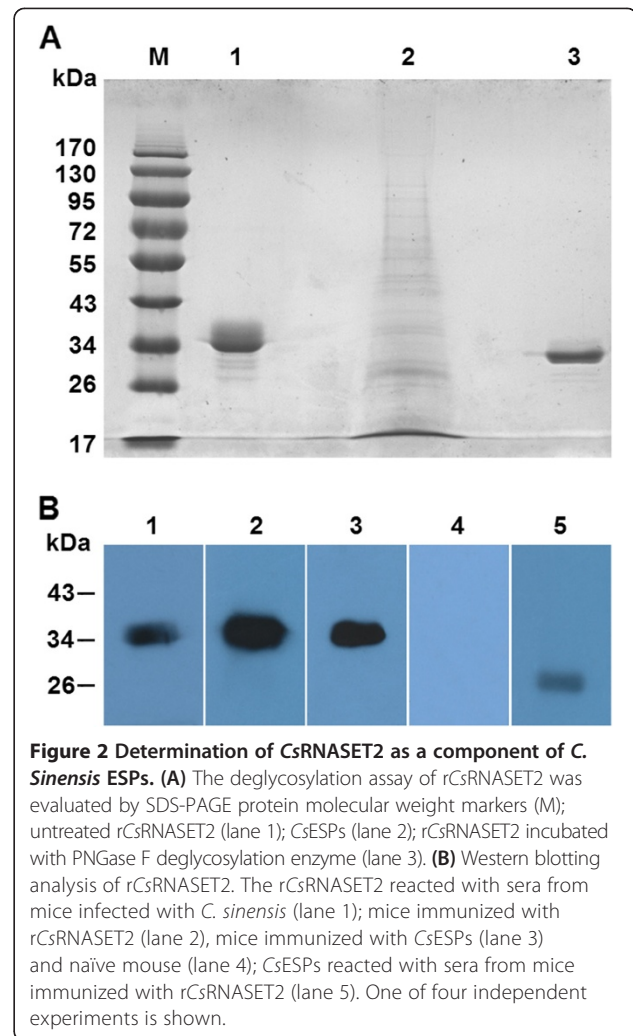 A
M 1 2 3
kDa
170
130
95
72
55
43
34
26
17
B
1 2 3 4 5
kDa
43–
34–
26–
Figure 2 Determination of CsRNASET2 as a component of C.
Sinensis ESPs. (A) The deglycosylation assay of rCsRNASET2 was
evaluated by SDS-PAGE protein molecular weight markers (M);
untreated rCsRNASET2 (lane 1); CsESPs (lane 2); rCsRNASET2 incubated
with PNGase F deglycosylation enzyme (lane 3). (B) Western blotting
analysis of rCsRNASET2. The rCsRNASET2 reacted with sera from
mice infected with C. sinensis (lane 1); mice immunized with
rCsRNASET2 (lane 2), mice immunized with CsESPs (lane 3)
and naïve mouse (lane 4); CsESPs reacted with sera from mice
immunized with rCsRNASET2 (lane 5). One of four independent
experiments is shown.